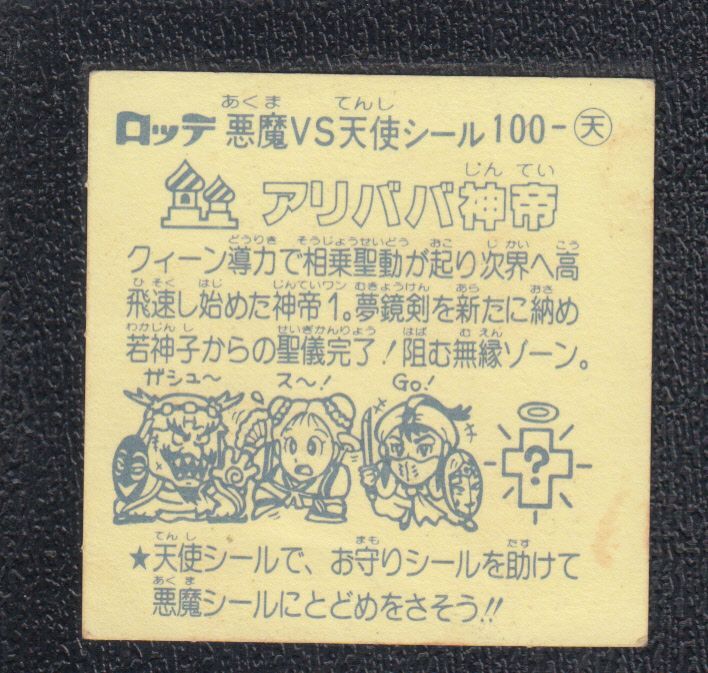 ロッテ 悪魔VS天使シール 100-天
アリババ神帝
クィーン導力で相乗聖動が起り次界へ高
飛速し始めた神帝1。夢鏡剣を新たに納め
若神子からの聖儀完了!阻む無縁ゾーン。
ガシュ〜 ス〜! GO!
?
★天使シールで、お守りシールを助けて
悪魔シールにとどめをさそう!!